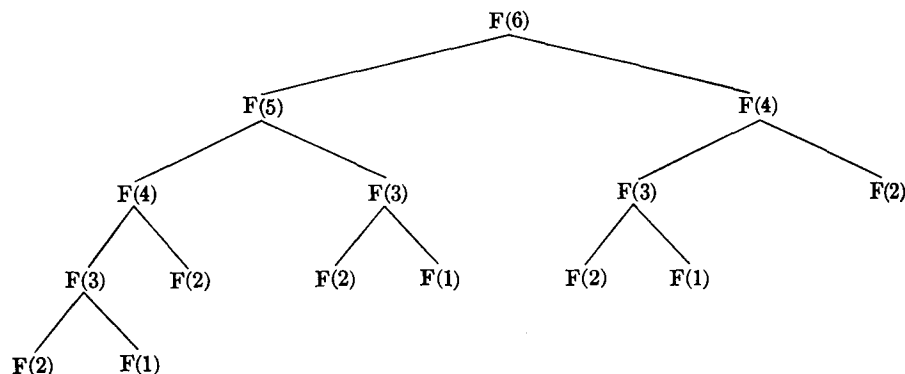 F(6)
F(5) F(4)
F(4) F(3) F(3) F(2)
F(3) F(2) F(2) F(1) F(2) F(1)
F(2) F(1)